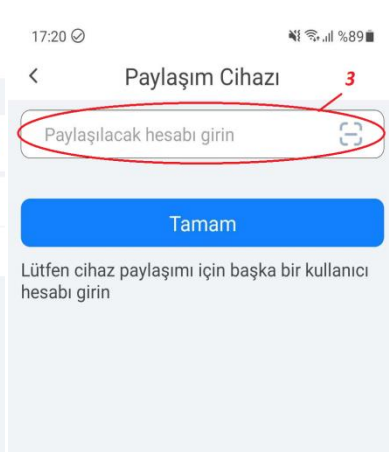 17:20 %89
Paylaşım Cihazı
3
Paylaşılacak hesabı girin
Tamam
Lütfen cihaz paylaşımı için başka bir kullanıcı
hesabı girin